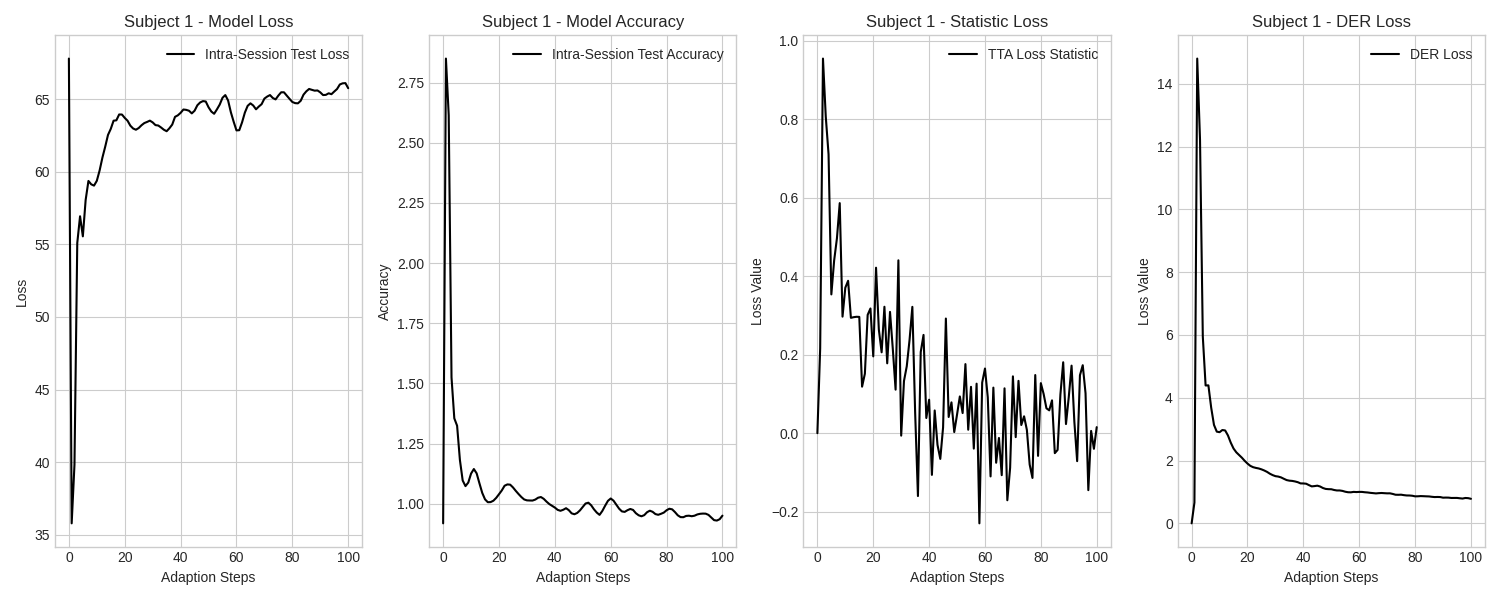 Subject 1 - Model Loss
Intra-Session Test Loss
Loss
65
60
55
50
45
40
35
0 20 40 60 80 100
Adaption Steps
Subject 1 - Model Accuracy
Intra-Session Test Accuracy
Accuracy
2.75
2.50
2.25
2.00
1.75
1.50
1.25
1.00
0 20 40 60 80 100
Adaption Steps
Subject 1 - Statistic Loss
TTA Loss Statistic
Loss Value
1.0
0.8
0.6
0.4
0.2
0.0
−0.2
0 20 40 60 80 100
Adaption Steps
Subject 1 - DER Loss
DER Loss
Loss Value
14
12
10
8
6
4
2
0
0 20 40 60 80 100
Adaption Steps